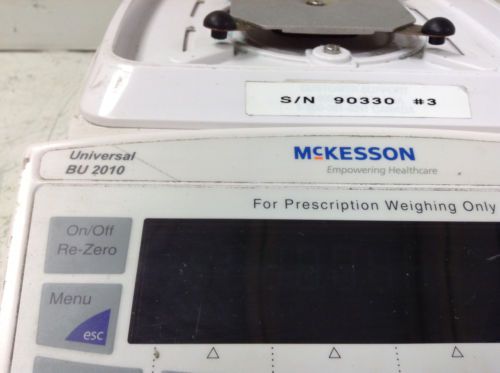 S/N 90330 #3
Universal
BU 2010
McKESSON
Empowering Healthcare
For Prescription Weighing Only
On/Off
Re-Zero
Menu
esc